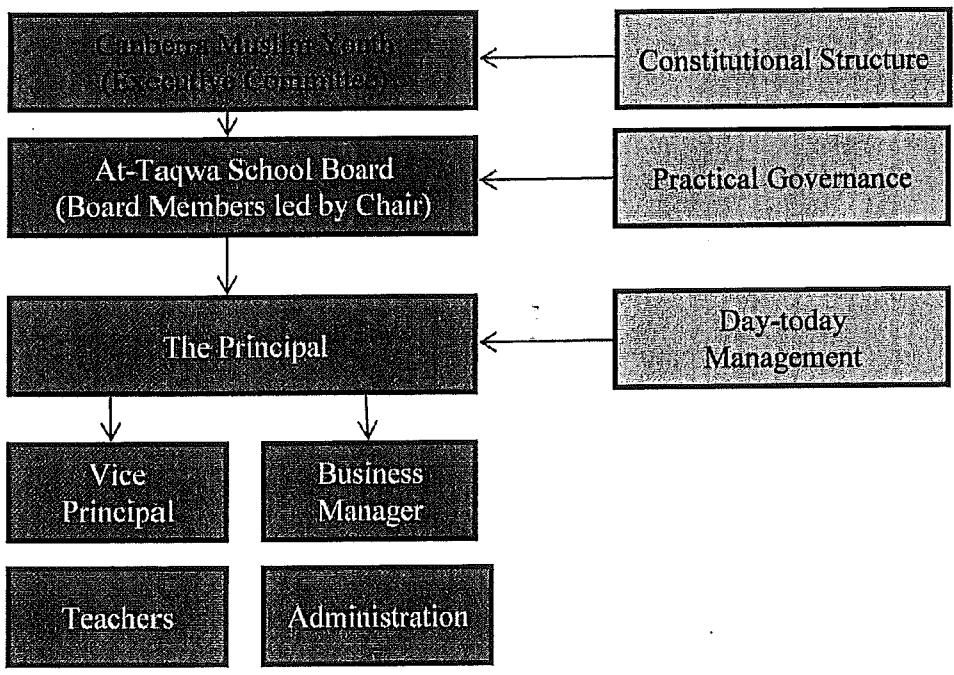 Canberra Muslim Youth
(Executive Committee)
Constitutional Structure
At-Taqwa School Board
(Board Members led by Chair)
Practical Governance
The Principal
Day-today
Management
Vice
Principal
Business
Manager
Teachers
Administration